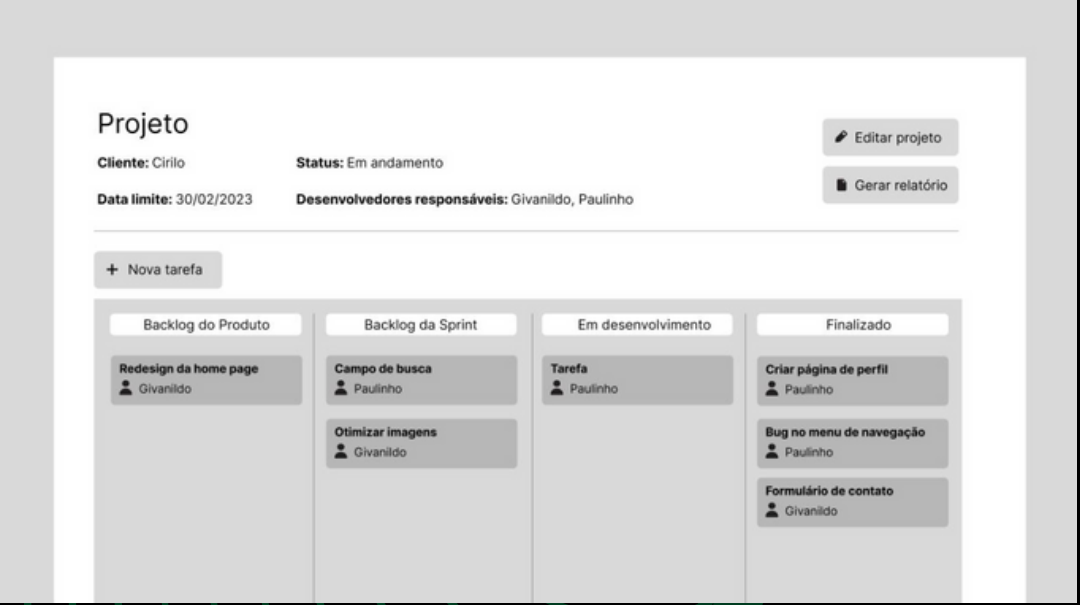 Projeto
Cliente: Cirilo
Status: Em andamento
Data limite: 30/02/2023
Desenvolvedores responsáveis: Givanildo, Paulinho
Editar projeto
Gerar relatório
+ Nova tarefa
Backlog do Produto
Redesign da home page
Givanildo
Backlog da Sprint
Campo de busca
Paulinho
Otimizar imagens
Givanildo
Em desenvolvimento
Tarefa
Paulinho
Finalizado
Criar página de perfil
Paulinho
Bug no menu de navegação
Paulinho
Formulário de contato
Givanildo